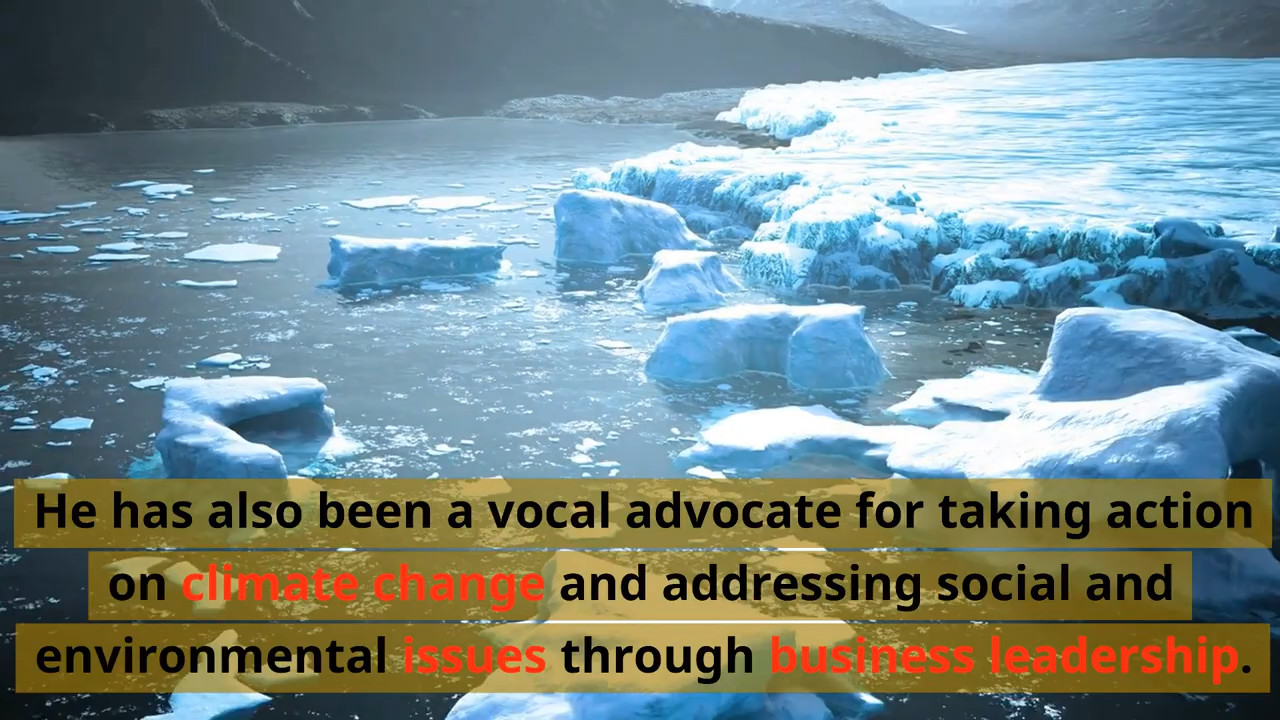 He has also been a vocal advocate for taking action
on climate change and addressing social and
environmental issues through business leadership.